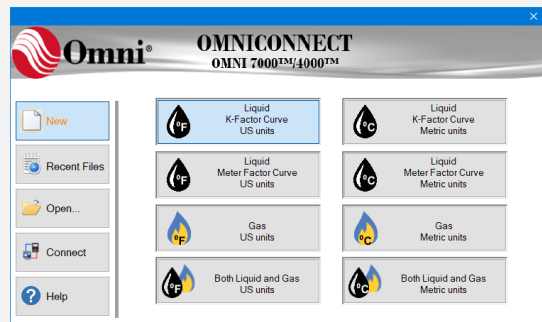 Omni®
OMNICONNECT
OMNI 7000™/4000™
New
Recent Files
Open...
Connect
Help
°F
Liquid
K-Factor Curve
US units
°C
Liquid
K-Factor Curve
Metric units
°F
Liquid
Meter Factor Curve
US units
°C
Liquid
Meter Factor Curve
Metric units
°F
Gas
US units
°C
Gas
Metric units
°F
Both Liquid and Gas
US units
°C
Both Liquid and Gas
Metric units